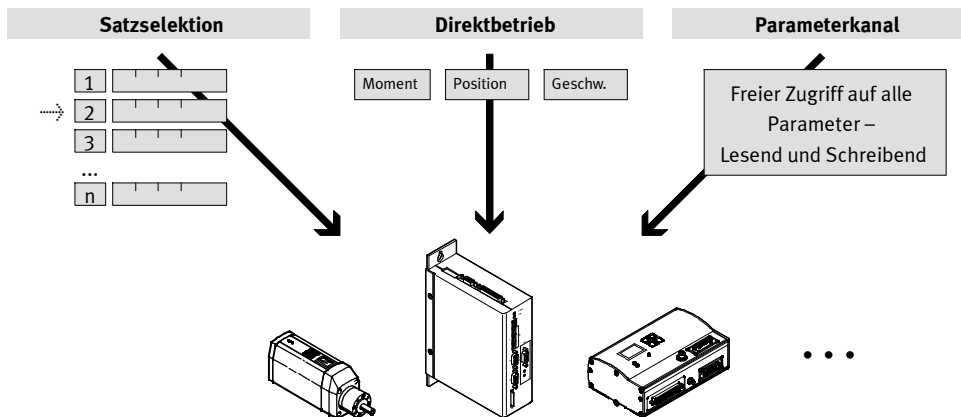 Satzselektion
Direktbetrieb
Parameterkanal
1
2
3
...
n
Moment
Position
Geschw.
Freier Zugriff auf alle
Parameter –
Lesend und Schreibend
• • •